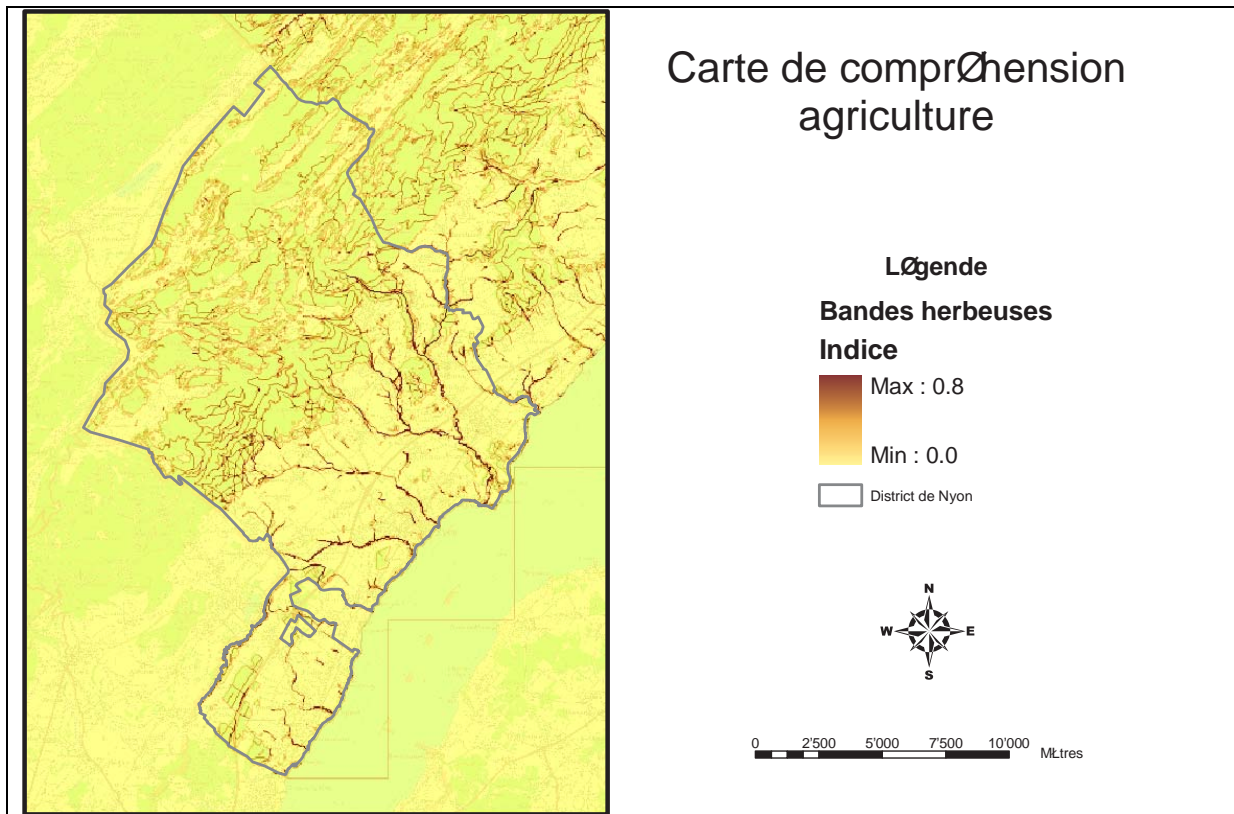 Carte de comprØhension
agriculture
LØgende
Bandes herbeuses
Indice
Max : 0.8
Min : 0.0
District de Nyon
N
W E
S
0 2'500 5'000 7'500 10'000
MŁtres